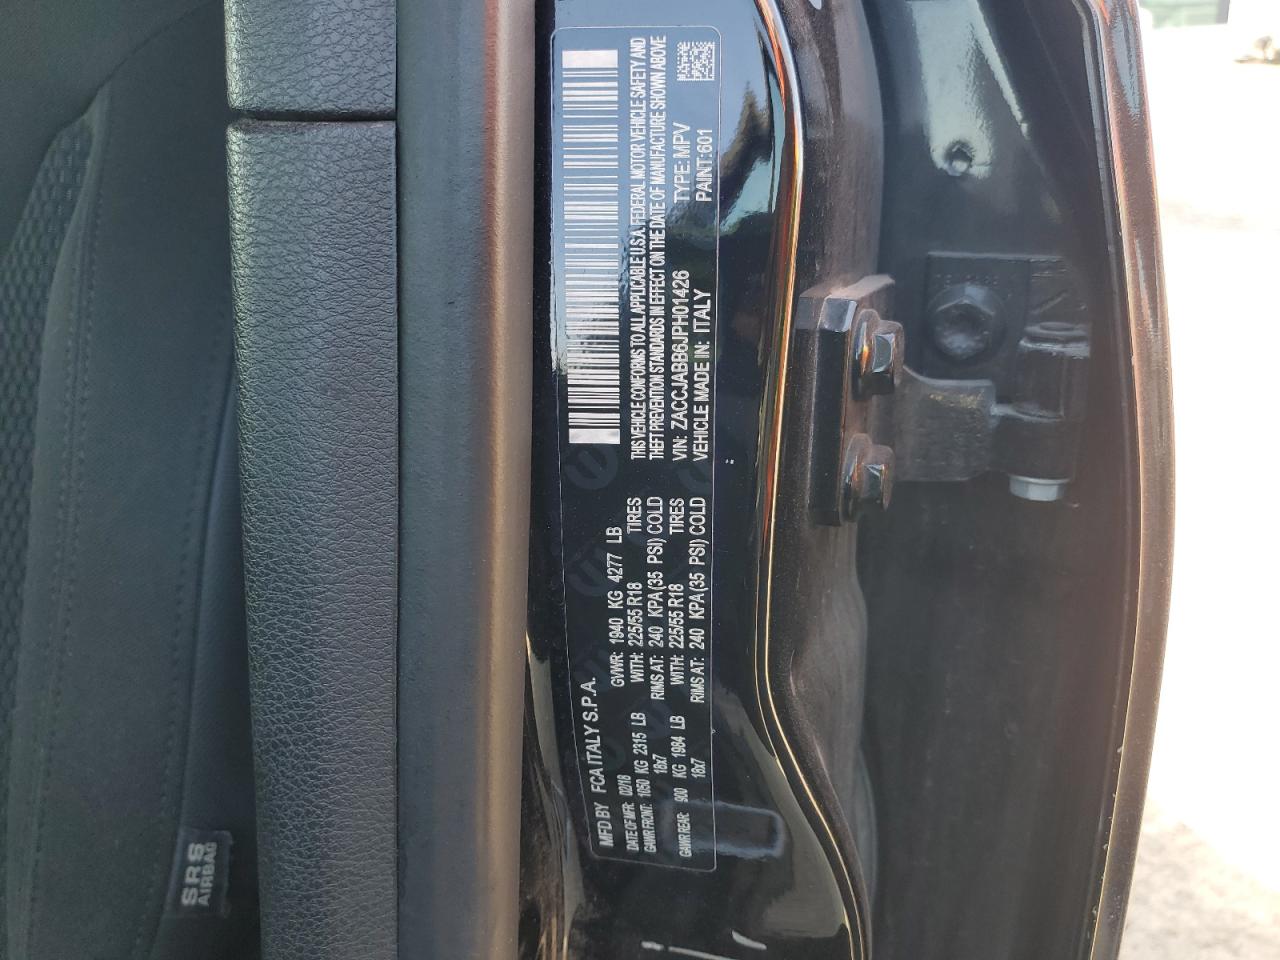 MFD BY FCA ITALY S.P.A.
DATE OF MFR: 02/18 GVWR: 1940 KG 4277 LB
GAWR FRONT: 1050 KG 2315 LB WITH: 225/55 R18 TIRES
18x7 RIMS AT: 240 KPA(35 PSI) COLD
GAWR REAR: 900 KG 1984 LB WITH: 225/55 R18 TIRES
18x7 RIMS AT: 240 KPA(35 PSI) COLD
THIS VEHICLE CONFORMS TO ALL APPLICABLE U.S.A. FEDERAL MOTOR VEHICLE SAFETY AND
THEFT PREVENTION STANDARDS IN EFFECT ON THE DATE OF MANUFACTURE SHOWN ABOVE
VIN: ZACCJABB6JPH01426 TYPE: MPV
VEHICLE MADE IN: ITALY PAINT: 601
SRS
AIRBAG